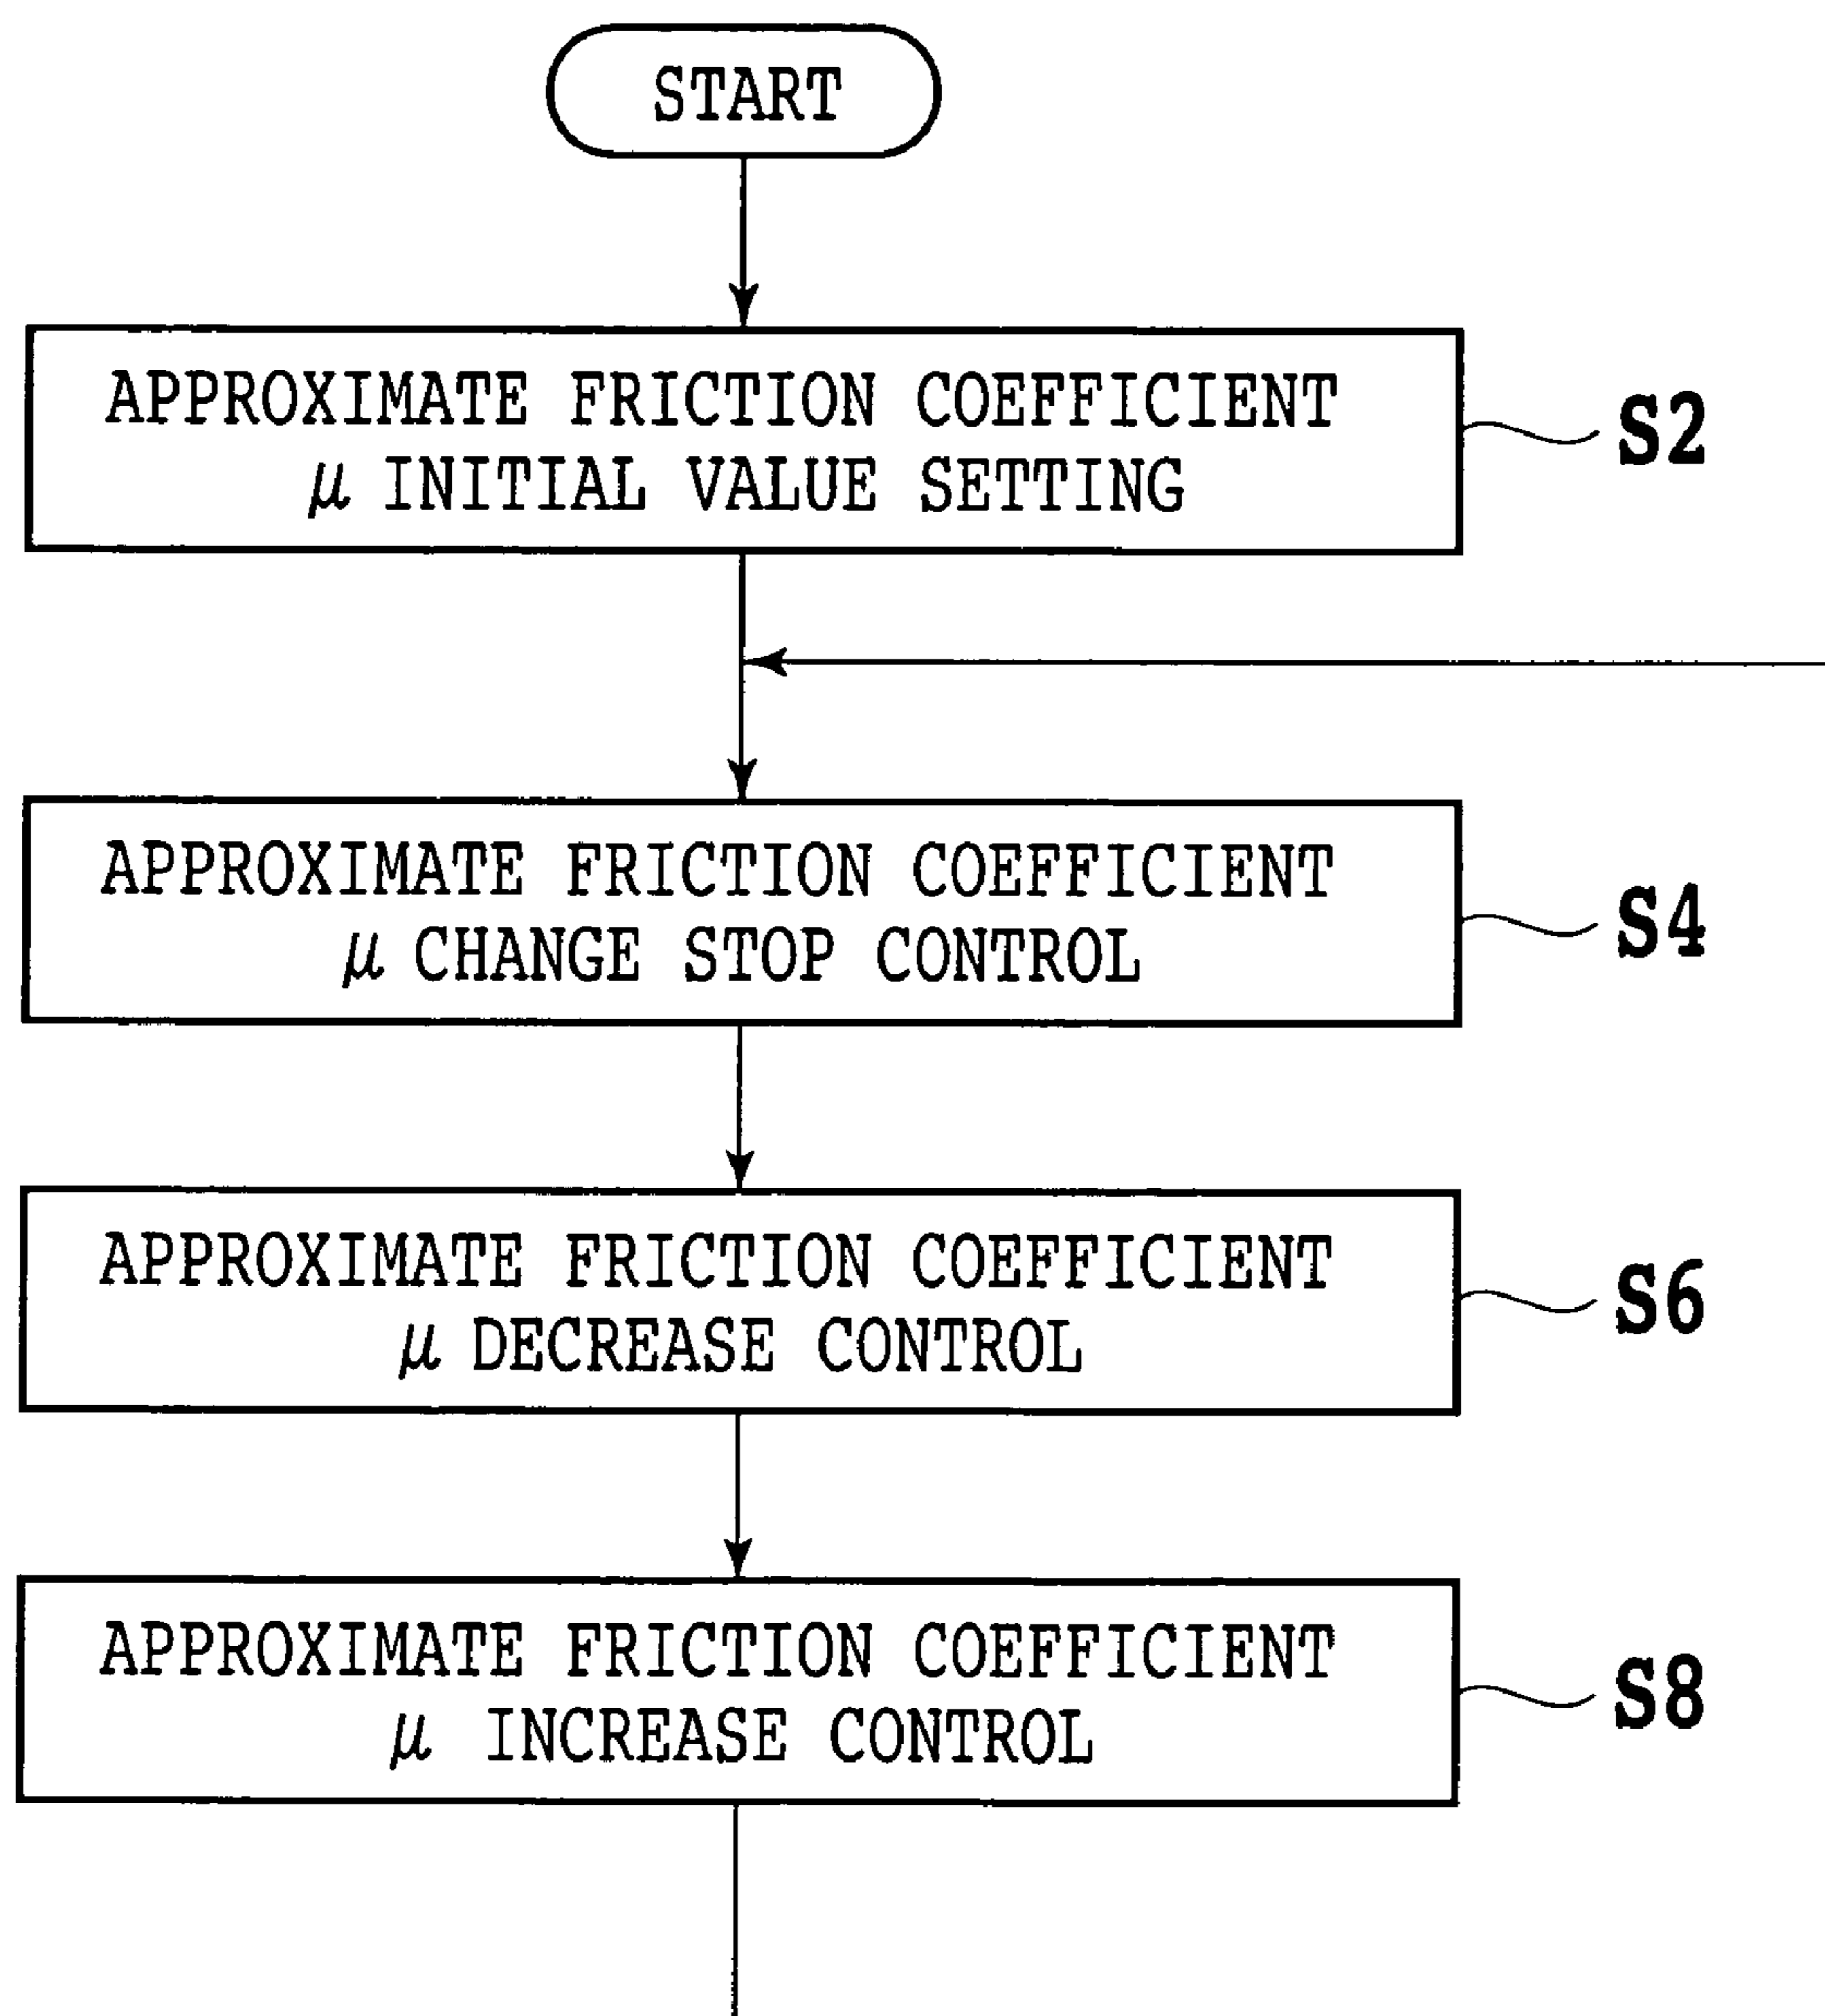 START
APPROXIMATE FRICTION COEFFICIENT
μ INITIAL VALUE SETTING
S2
APPROXIMATE FRICTION COEFFICIENT
μ CHANGE STOP CONTROL
S4
APPROXIMATE FRICTION COEFFICIENT
μ DECREASE CONTROL
S6
APPROXIMATE FRICTION COEFFICIENT
μ INCREASE CONTROL
S8